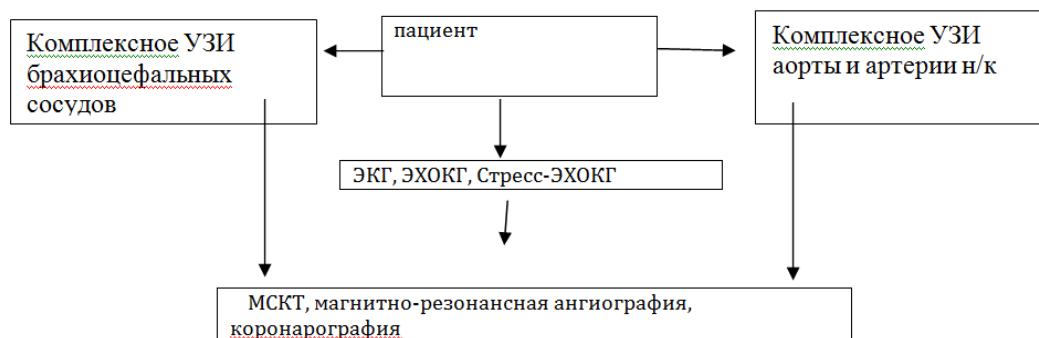 Комплексное УЗИ
брахиоцефальных
сосудов
пациент
Комплексное УЗИ
аорты и артерии н/к
ЭКГ, ЭХОКГ, Стресс-ЭХОКГ
МСКТ, магнитно-резонансная ангиография,
коронарография